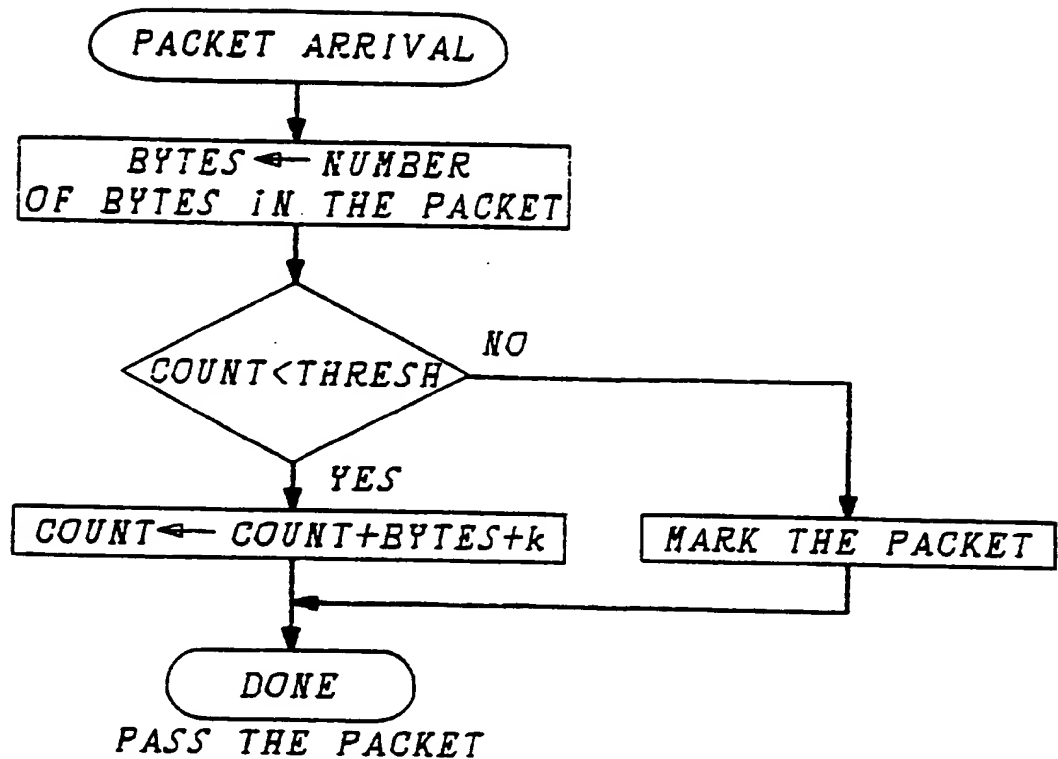 PACKET ARRIVAL
BYTES ← NUMBER
OF BYTES iN THE PACKET
COUNT<THRESH
NO
YES
COUNT ← COUNT+BYTES+k
MARK THE PACKET
DONE
PASS THE PACKET